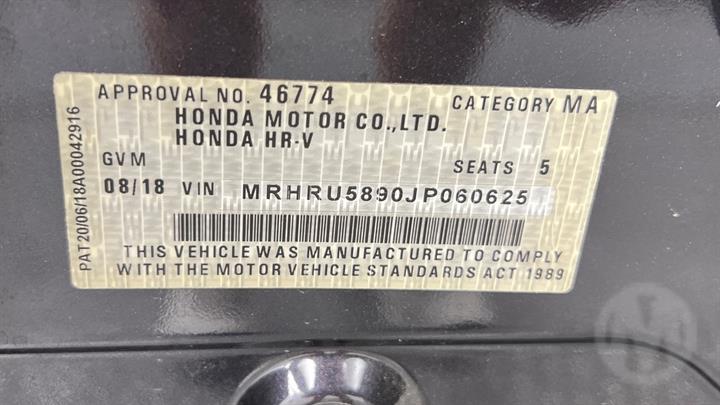 APPROVAL NO. 46774 CATEGORY MA
HONDA MOTOR CO.,LTD.
HONDA HR-V
GVM SEATS 5
08/18 VIN MRHRU5890JP060625
THIS VEHICLE WAS MANUFACTURED TO COMPLY
WITH THE MOTOR VEHICLE STANDARDS ACT 1989
PAT20/06/18A00042916